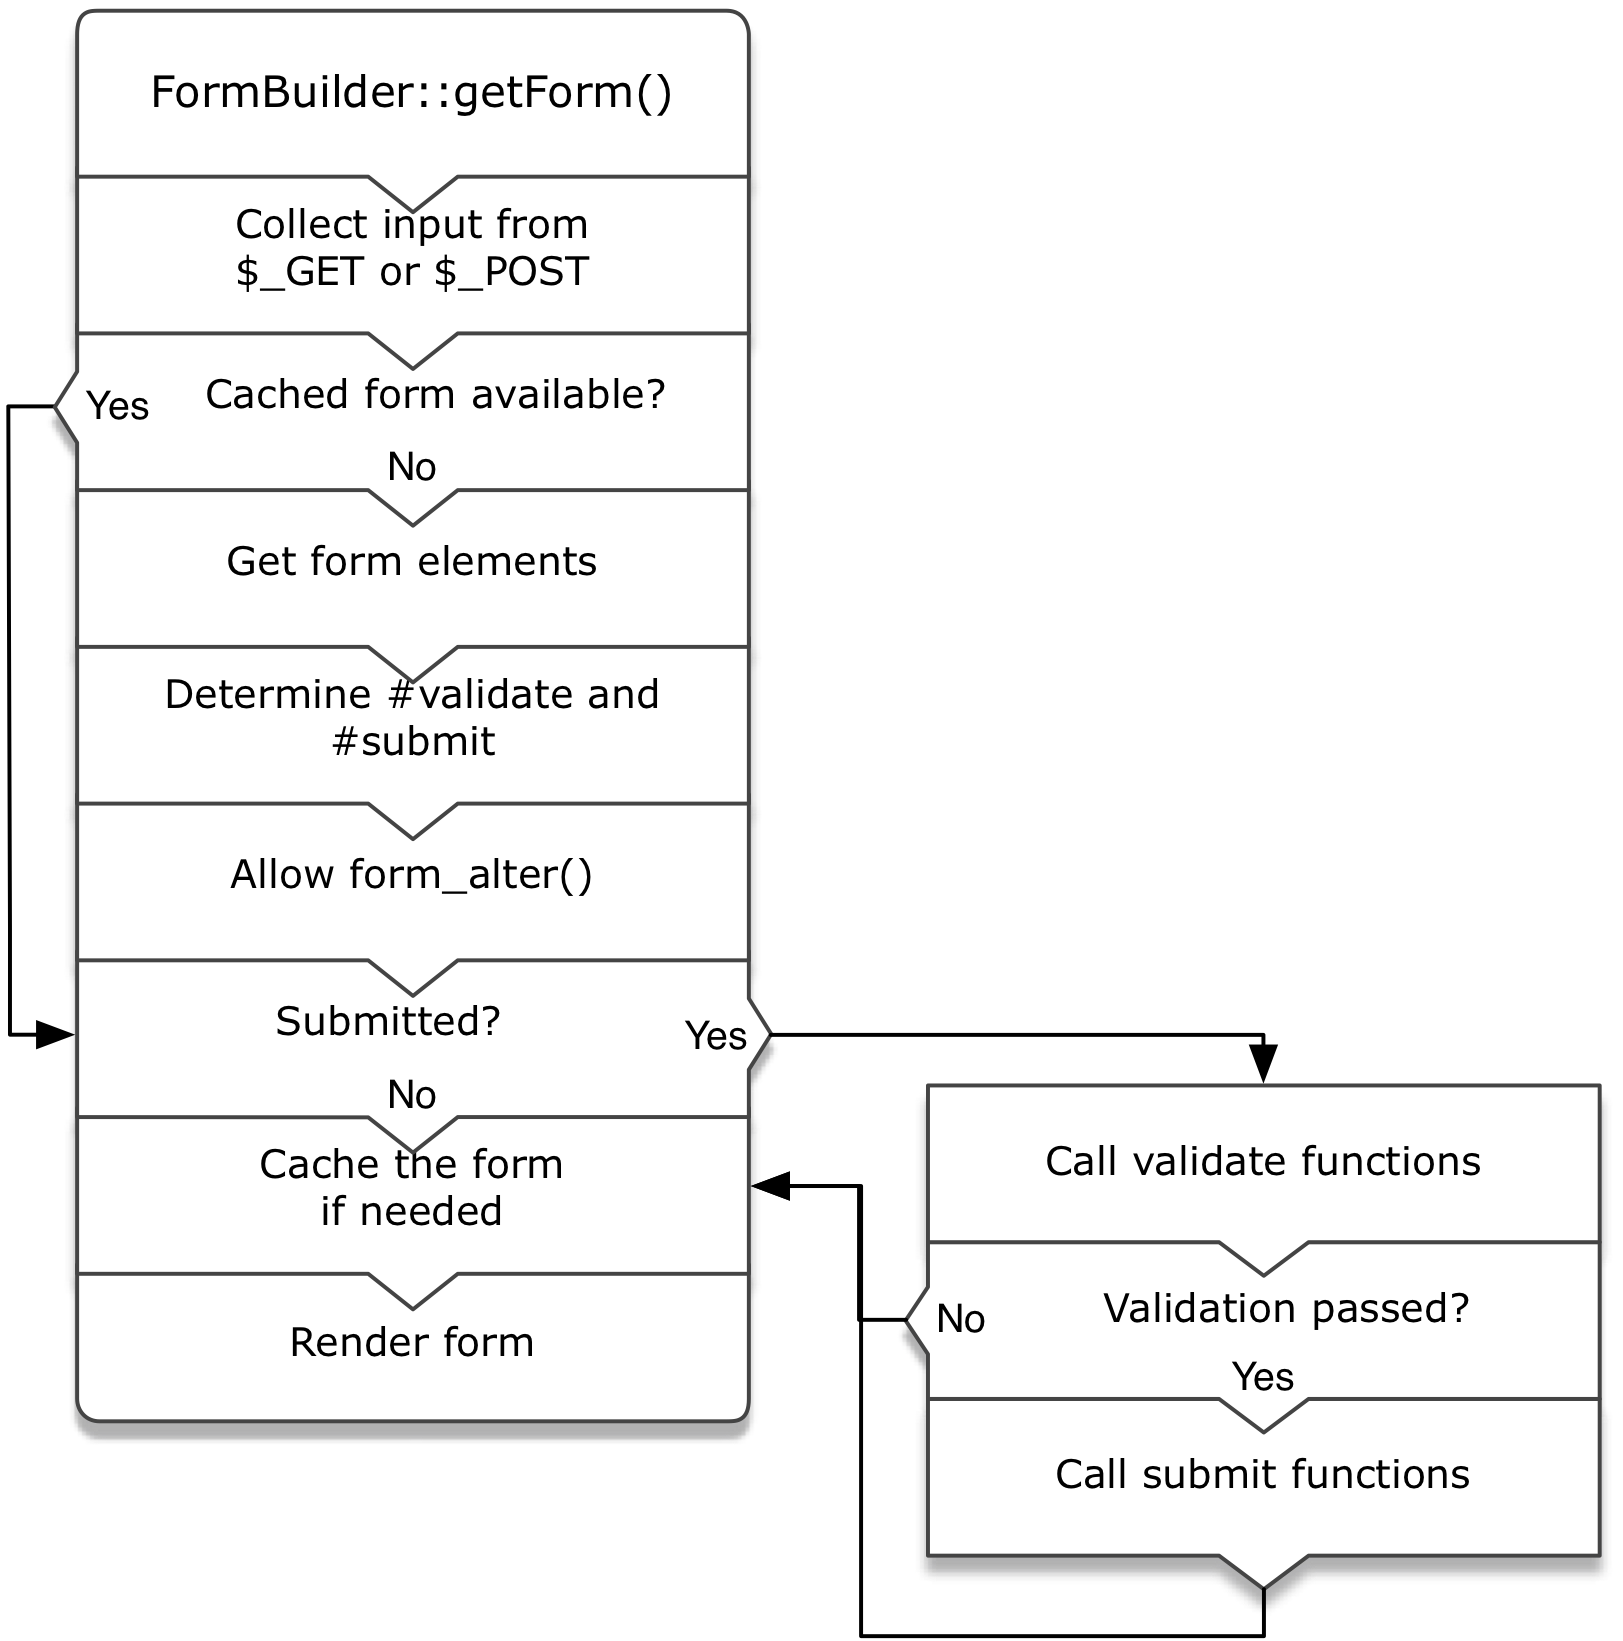 FormBuilder::getForm()
Collect input from
$_GET or $_POST
Yes
Cached form available?
No
Get form elements
Determine #validate and
#submit
Allow form_alter()
Submitted?
Yes
No
Cache the form
if needed
Render form
Call validate functions
No
Validation passed?
Yes
Call submit functions